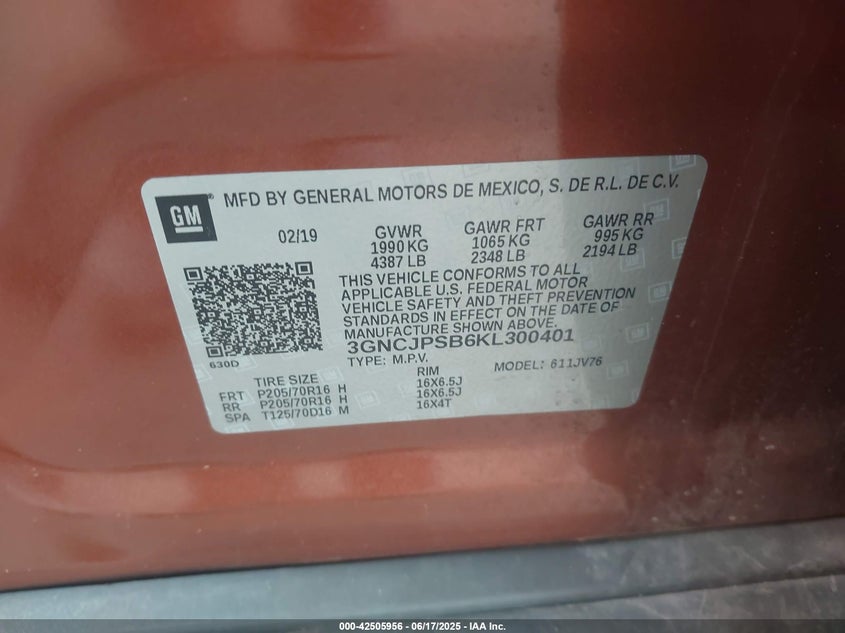 GM
MFD BY GENERAL MOTORS DE MEXICO, S. DE R.L. DE C.V.
02/19 GVWR GAWR FRT GAWR RR
1990 KG 1065 KG 995 KG
4387 LB 2348 LB 2194 LB
THIS VEHICLE CONFORMS TO ALL
APPLICABLE U.S. FEDERAL MOTOR
VEHICLE SAFETY AND THEFT PREVENTION
STANDARDS IN EFFECT ON THE DATE OF
MANUFACTURE SHOWN ABOVE.
3GNCJPSB6KL300401
630D
TYPE: M.P.V. MODEL: 611JV76
TIRE SIZE RIM
FRT P205/70R16 H 16X6.5J
RR P205/70R16 H 16X6.5J
SPA T125/70D16 M 16X4T
000-42505956 - 06/17/2025 - IAA Inc.